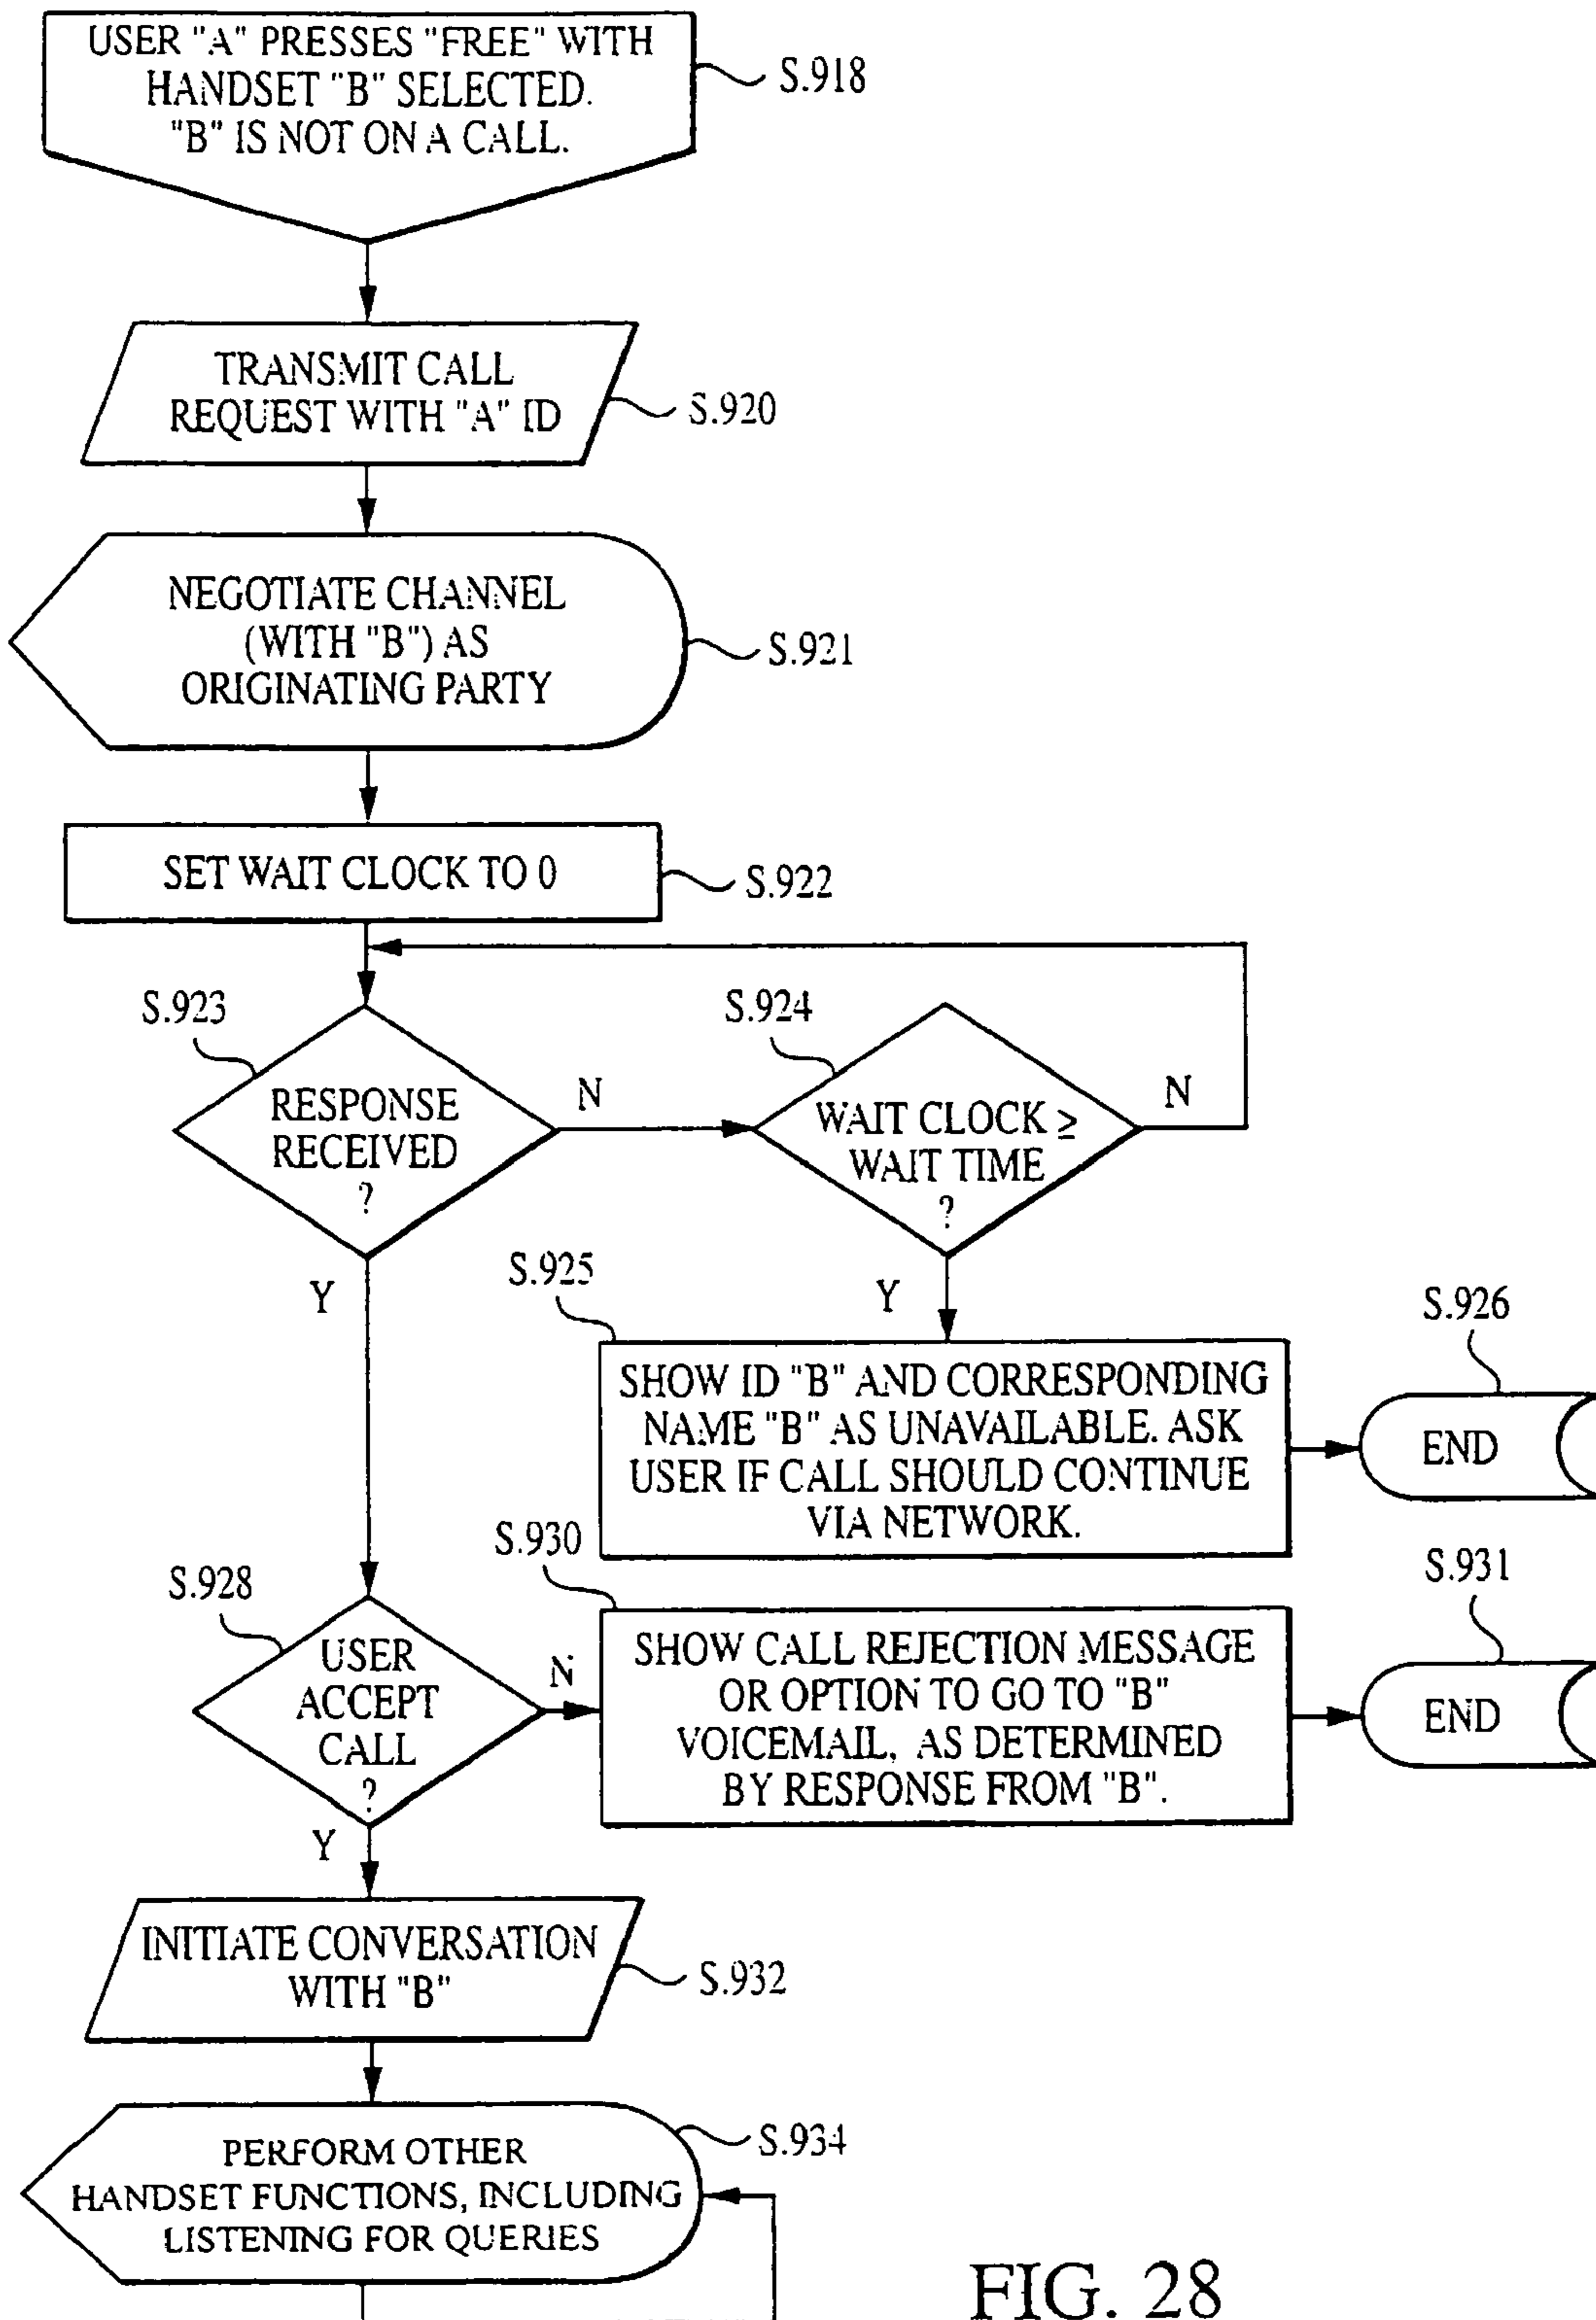 USER "A" PRESSES "FREE" WITH
HANDSET "B" SELECTED.
"B" IS NOT ON A CALL.
S.918
TRANSMIT CALL
REQUEST WITH "A" ID
S.920
NEGOTIATE CHANNEL
(WITH "B") AS
ORIGINATING PARTY
S.921
SET WAIT CLOCK TO 0
S.922
S.923
RESPONSE
RECEIVED
?
N
S.924
WAIT CLOCK ≥
WAIT TIME
?
N
Y
Y
S.925
SHOW ID "B" AND CORRESPONDING
NAME "B" AS UNAVAILABLE. ASK
USER IF CALL SHOULD CONTINUE
VIA NETWORK.
S.926
END
S.928
USER
ACCEPT
CALL
?
N
S.930
SHOW CALL REJECTION MESSAGE
OR OPTION TO GO TO "B"
VOICEMAIL, AS DETERMINED
BY RESPONSE FROM "B".
S.931
END
Y
INITIATE CONVERSATION
WITH "B"
S.932
PERFORM OTHER
HANDSET FUNCTIONS, INCLUDING
LISTENING FOR QUERIES
S.934
FIG. 28